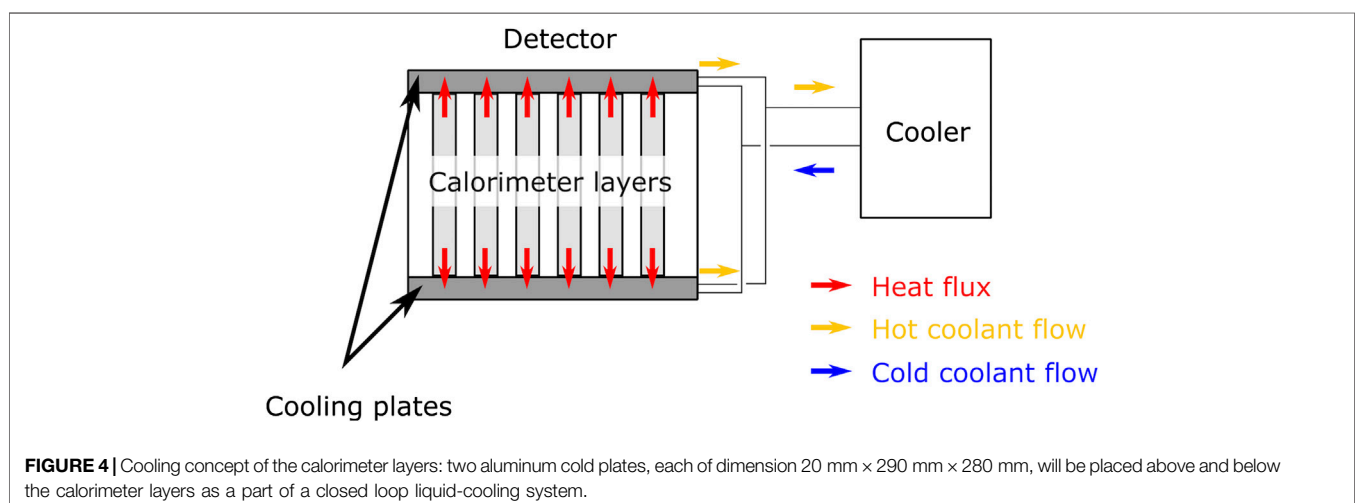 Detector
Cooler
Calorimeter layers
Heat flux
Hot coolant flow
Cold coolant flow
Cooling plates
FIGURE 4 | Cooling concept of the calorimeter layers: two aluminum cold plates, each of dimension 20 mm × 290 mm × 280 mm, will be placed above and below
the calorimeter layers as a part of a closed loop liquid-cooling system.